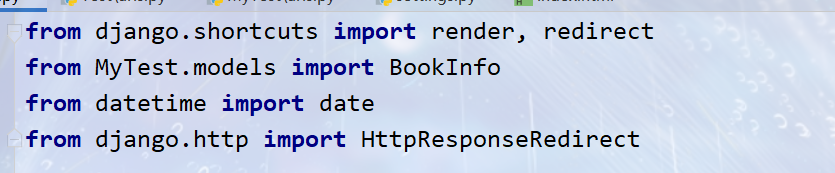 from django.shortcuts import render, redirect
from MyTest.models import BookInfo
from datetime import date
from django.http import HttpResponseRedirect